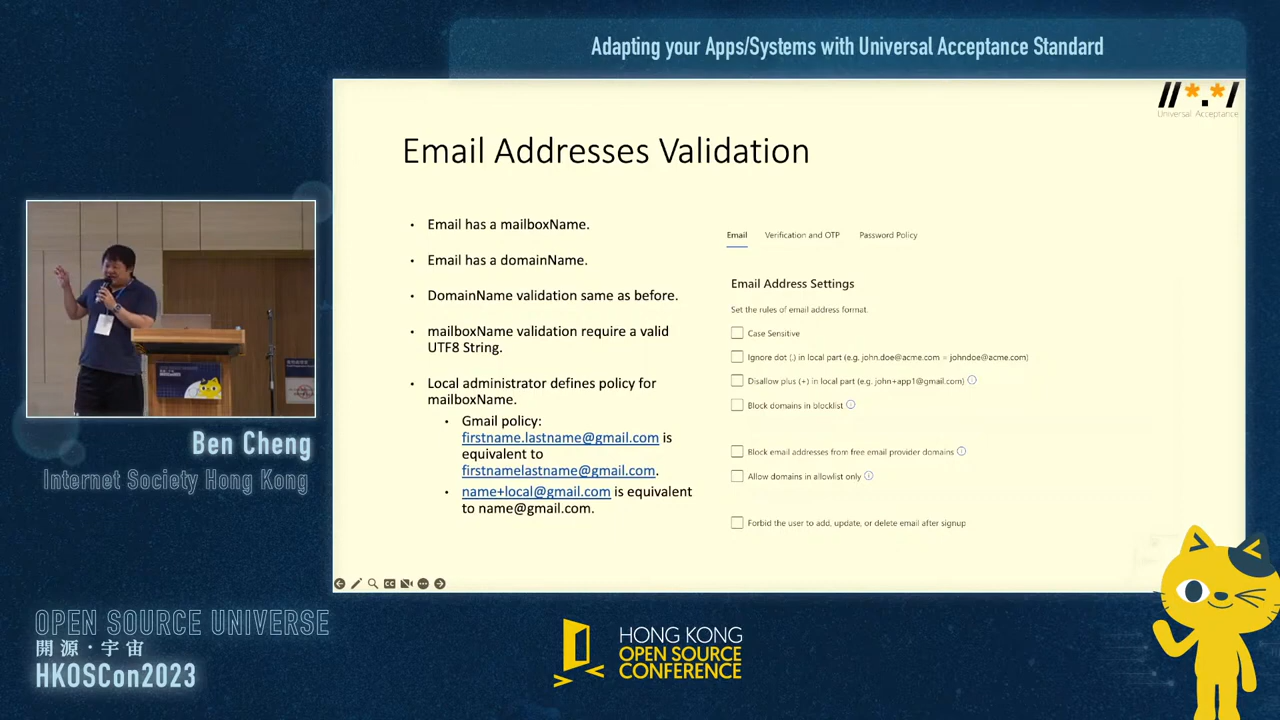 Adapting your Apps/Systems with Universal Acceptance Standard
//*.*/
Universal Acceptance
Email Addresses Validation
• Email has a mailboxName.
• Email has a domainName.
• DomainName validation same as before.
• mailboxName validation require a valid
UTF8 String.
• Local administrator defines policy for
mailboxName.
• Gmail policy:
firstname.lastname@gmail.com is
equivalent to
firstnamelastname@gmail.com.
• name+local@gmail.com is equivalent
to name@gmail.com.
Email Verification and OTP Password Policy
Email Address Settings
Set the rules of email address format.
Case Sensitive
Ignore dot (.) in local part (e.g. john.doe@acme.com = johndoe@acme.com)
Disallow plus (+) in local part (e.g. john+app1@gmail.com)
Block domains in blocklist
Block email addresses from free email provider domains
Allow domains in allowlist only
Forbid the user to add, update, or delete email after signup
Ben Cheng
Internet Society Hong Kong
OPEN SOURCE UNIVERSE
開源·宇宙
HKOSCon2023
HONG KONG
OPEN SOURCE
CONFERENCE